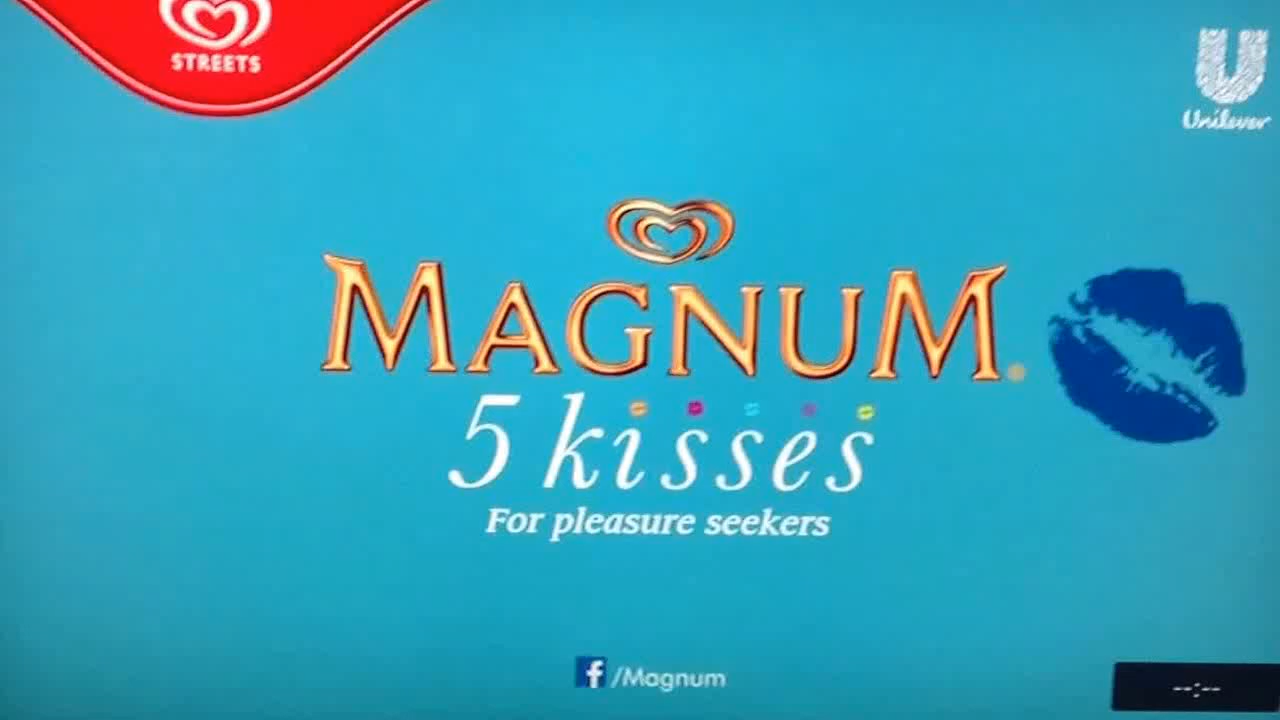 STREETS
Unilever
MAGNUM
5 kisses
For pleasure seekers
f/Magnum
--:--